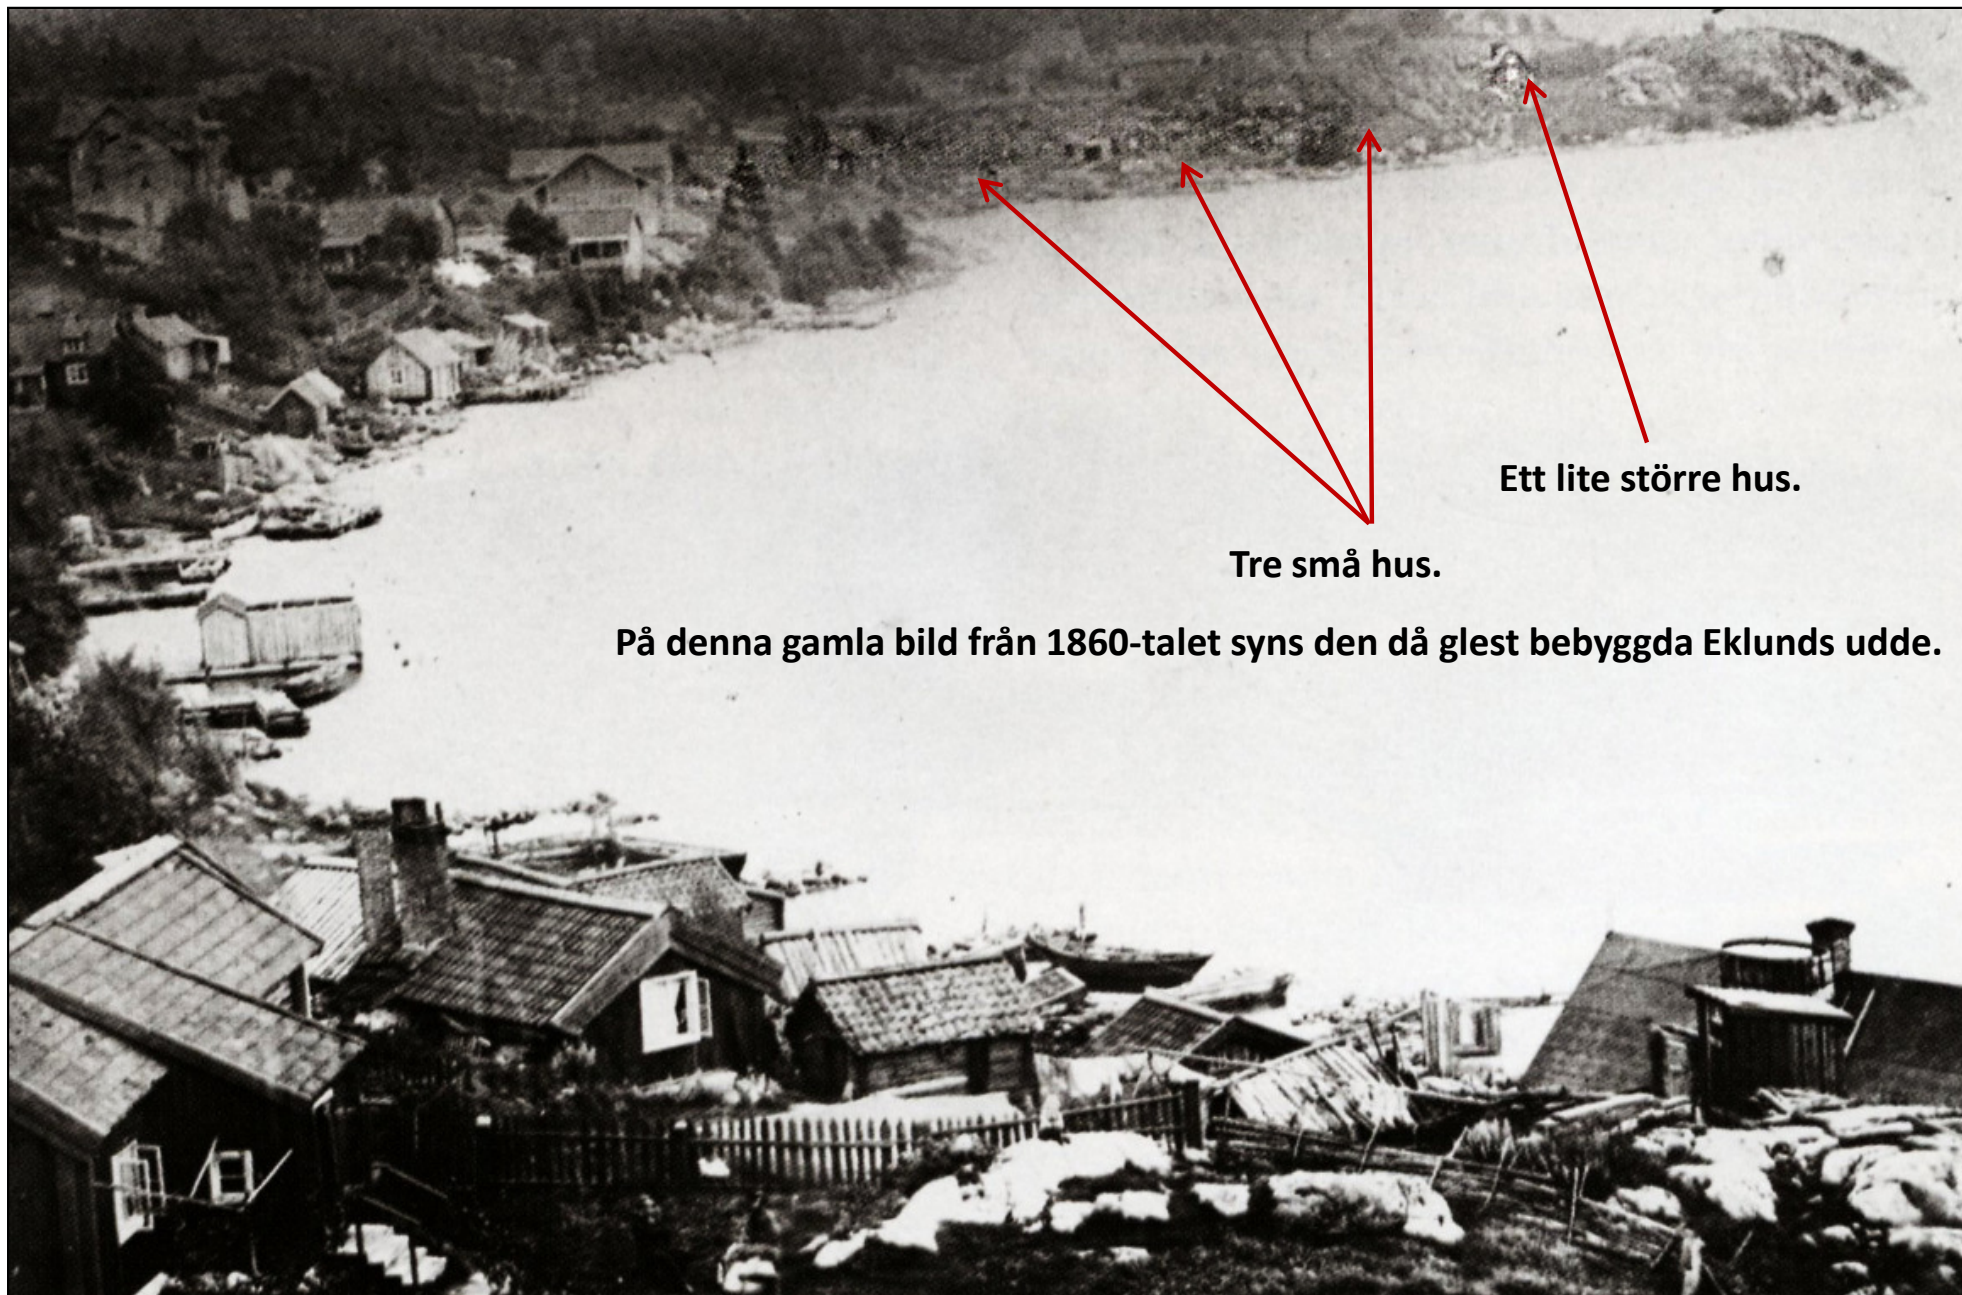 Ett lite större hus.
Tre små hus.
På denna gamla bild från 1860-talet syns den då glest bebyggda Eklunds udde.